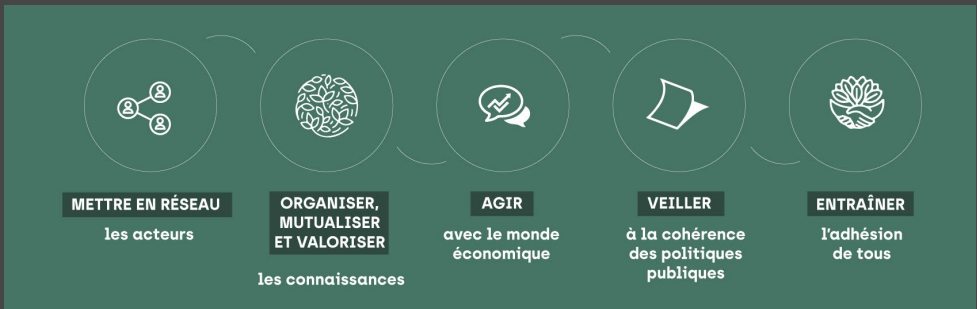 METTRE EN RÉSEAU
les acteurs
ORGANISER,
MUTUALISER
ET VALORISER
les connaissances
AGIR
avec le monde
économique
VEILLER
à la cohérence
des politiques
publiques
ENTRAÎNER
l'adhésion
de tous